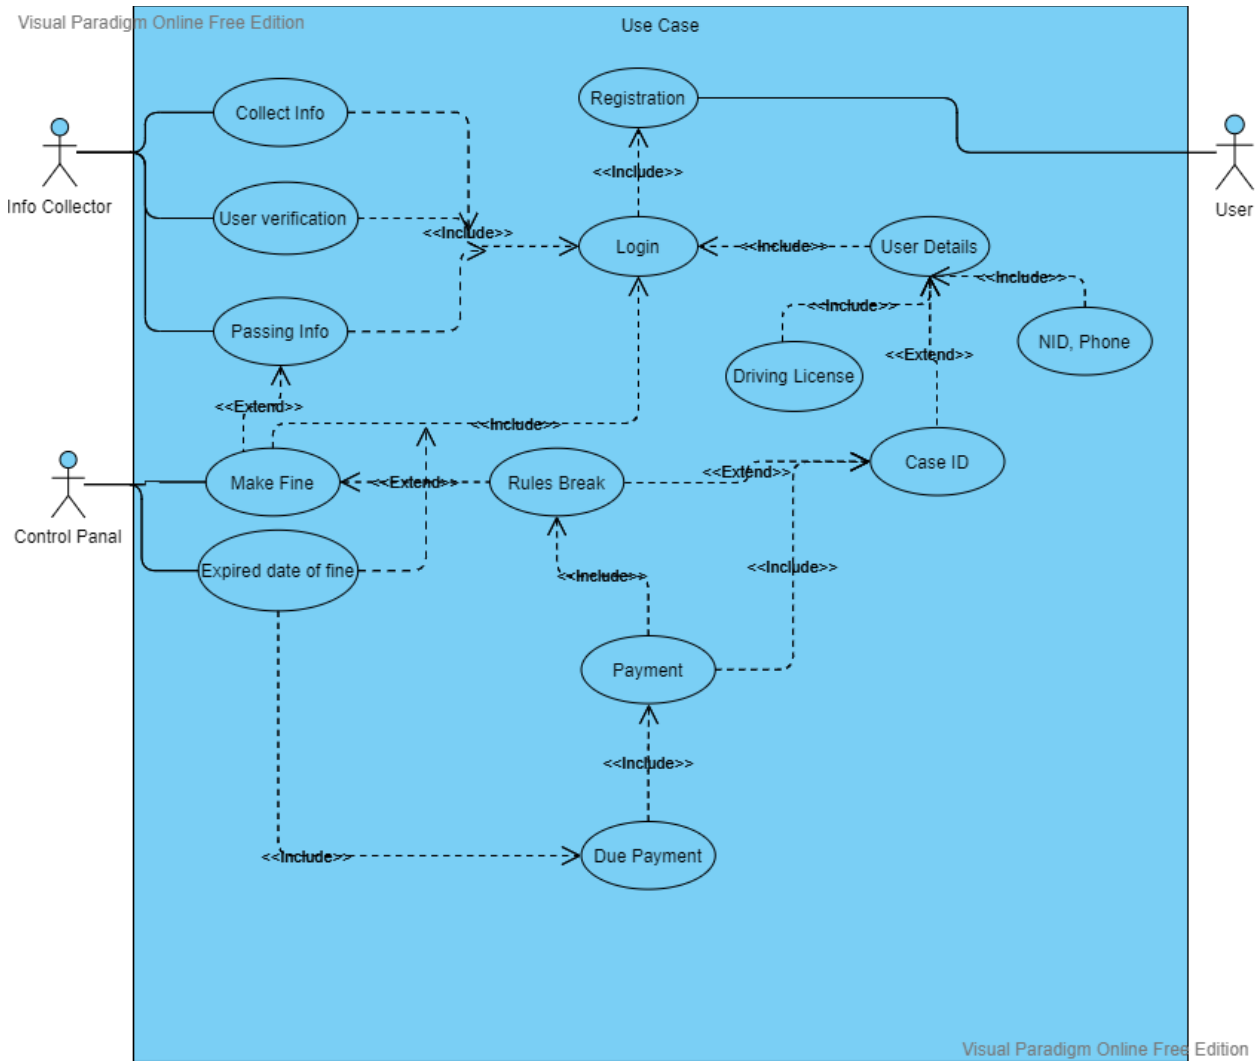 Visual Paradigm Online Free Edition
Use Case
Collect Info
Registration
Info Collector
<<Include>>
User
User verification
<<Include>>
Login
<<Include>>
User Details
<<Include>>
<<Include>>
Passing Info
NID, Phone
<<Extend>>
Driving License
<<Extend>>
<<Include>>
Make Fine
<<Extend>>
Rules Break
<<Extend>>
Case ID
Control Panal
Expired date of fine
<<Include>>
<<Include>>
Payment
<<Include>>
<<Include>>
Due Payment
Visual Paradigm Online Free Edition